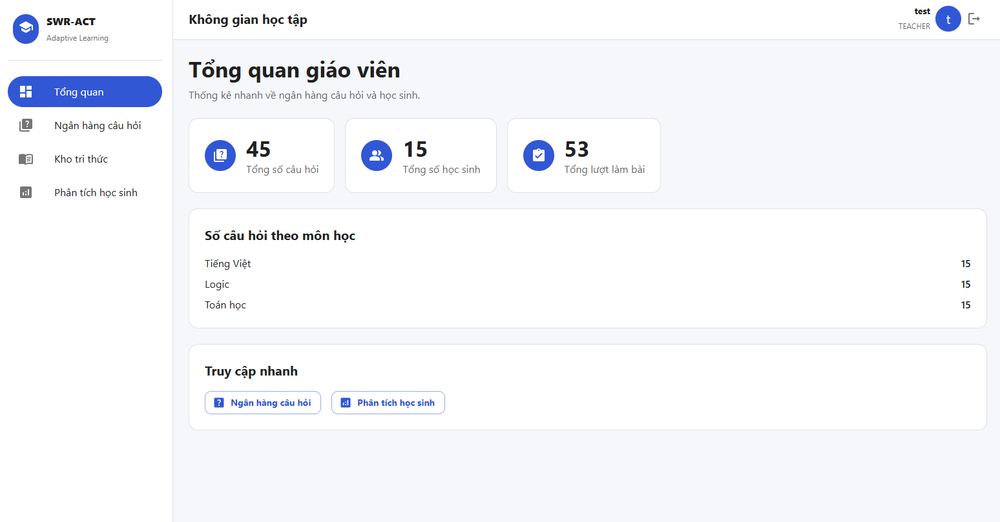 SWR-ACT
Adaptive Learning
Tổng quan
Ngân hàng câu hỏi
Kho tri thức
Phân tích học sinh
Không gian học tập
test
TEACHER
t
Tổng quan giáo viên
Thống kê nhanh về ngân hàng câu hỏi và học sinh.
45
Tổng số câu hỏi
15
Tổng số học sinh
53
Tổng lượt làm bài
Số câu hỏi theo môn học
Tiếng Việt 15
Logic 15
Toán học 15
Truy cập nhanh
Ngân hàng câu hỏi
Phân tích học sinh